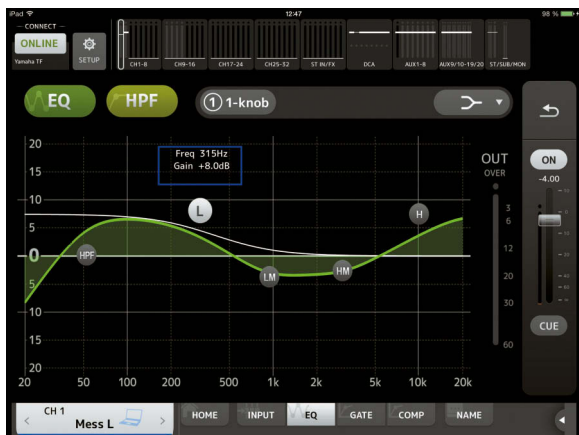 iPad 12:47 98 %
CONNECT
ONLINE
Yamaha TF
SETUP
CH1-8 CH9-16 CH17-24 CH25-32 ST IN/FX DCA AUX1-8 AUX9/10-19/20 ST/SUB/MON
EQ HPF 1 1-knob
Freq 315Hz
Gain +8.0dB
20
15
10
5
0
5
10
15
20
L H HPF LM HM
20 50 100 200 500 1k 2k 5k 10k 20k
OUT
OVER
3
6
12
20
30
60
ON
-4.00
CUE
CH 1
Mess L
HOME INPUT EQ GATE COMP NAME